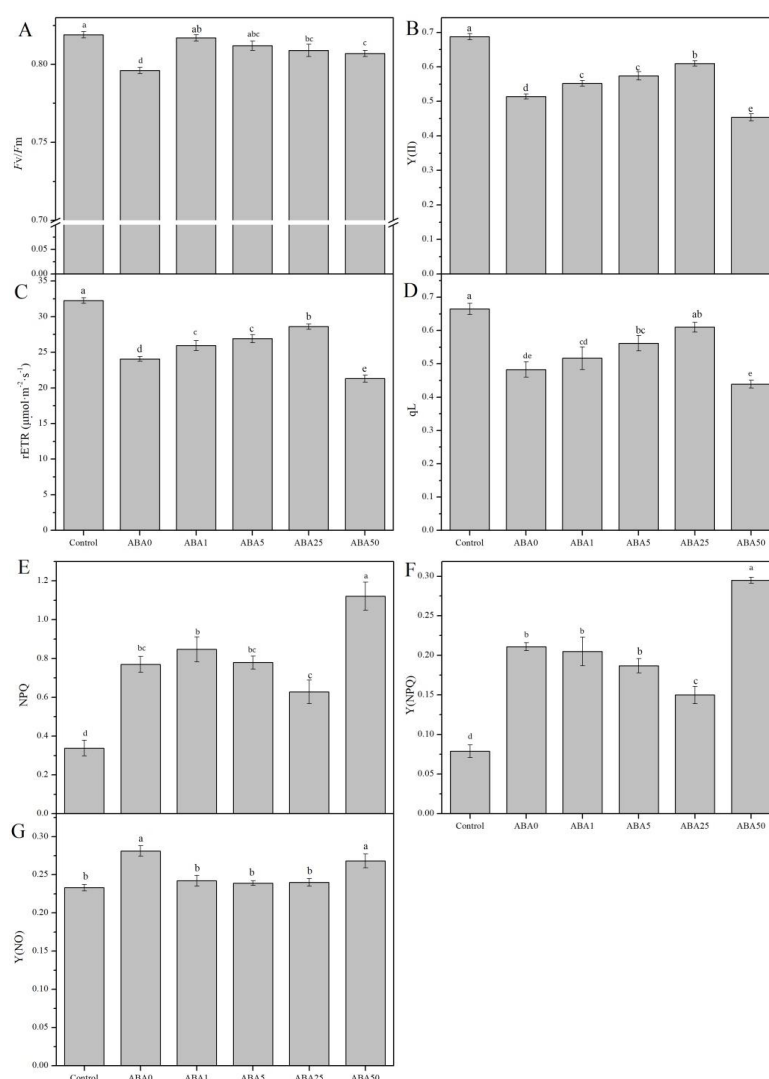 A
Fv/Fm
0.80
0.75
0.70
0.05
0.00
a
d
ab
abc
bc
c
B
Y(II)
0.7
0.6
0.5
0.4
0.3
0.2
0.1
0.0
a
d
c
c
b
e
C
rETR (μmol·m⁻²·s⁻¹)
35
30
25
20
15
10
5
0
a
d
c
c
b
e
Control ABA0 ABA1 ABA5 ABA25 ABA50
D
qL
0.7
0.6
0.5
0.4
0.3
0.2
0.1
0.0
a
de
cd
bc
ab
e
Control ABA0 ABA1 ABA5 ABA25 ABA50
E
NPQ
1.2
1.0
0.8
0.6
0.4
0.2
0.0
d
bc
b
bc
c
a
F
Y(NPQ)
0.30
0.25
0.20
0.15
0.10
0.05
0.00
d
b
b
b
c
a
Control ABA0 ABA1 ABA5 ABA25 ABA50
G
Y(NO)
0.30
0.25
0.20
0.15
0.10
0.05
0.00
b
a
b
b
b
a
Control ABA0 ABA1 ABA5 ABA25 ABA50